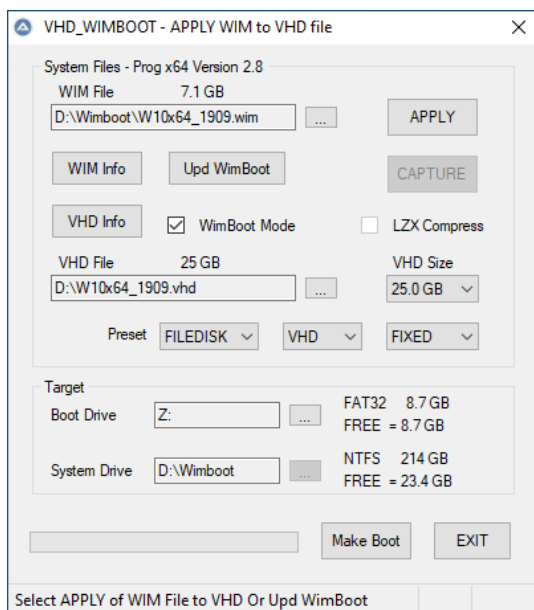 VHD_WIMBOOT - APPLY WIM to VHD file
System Files - Prog x64 Version 2.8
WIM File 7.1 GB
D:\Wimboot\W10x64_1909.wim ... APPLY
WIM Info Upd WimBoot CAPTURE
VHD Info WimBoot Mode LZX Compress
VHD File 25 GB VHD Size
D:\W10x64_1909.vhd ... 25.0 GB
Preset FILEDISK VHD FIXED
Target
Boot Drive Z: ... FAT32 8.7 GB
FREE = 8.7 GB
System Drive D:\Wimboot ... NTFS 214 GB
FREE = 23.4 GB
Make Boot EXIT
Select APPLY of WIM File to VHD Or Upd WimBoot